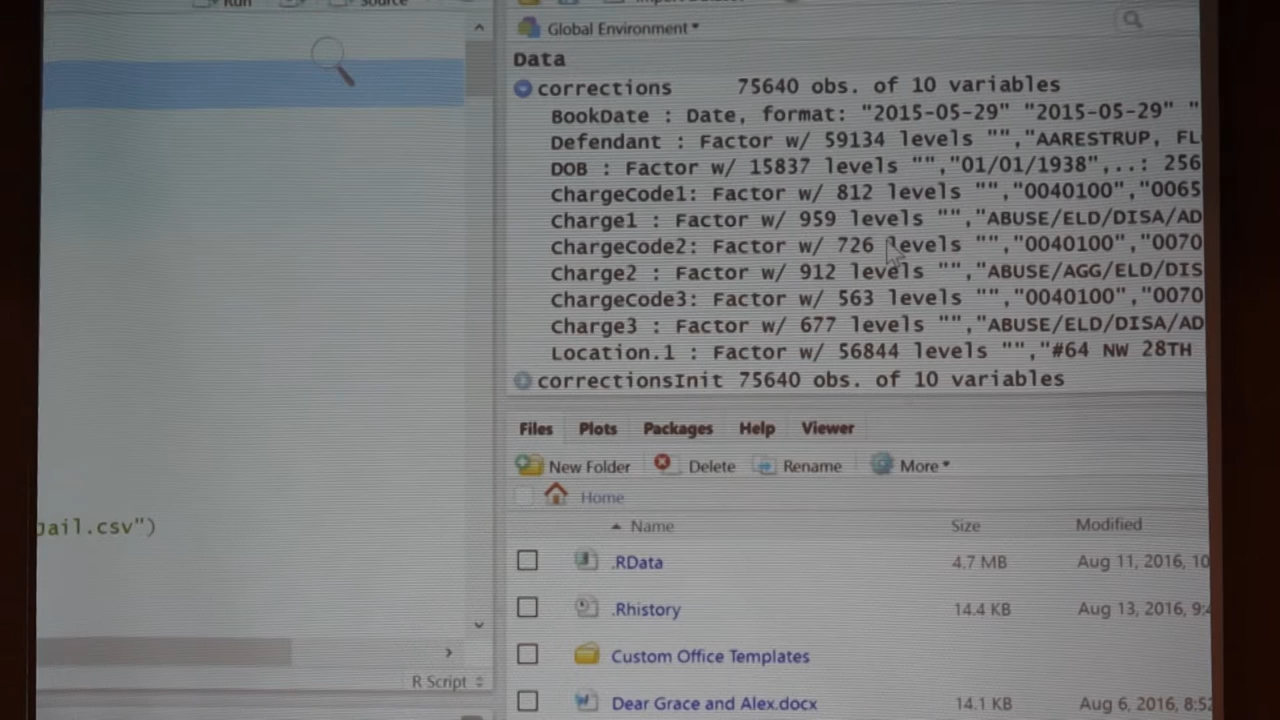 Run
Source
Global Environment
Data
corrections 75640 obs. of 10 variables
BookDate : Date, format: "2015-05-29" "2015-05-29" "
Defendant : Factor w/ 59134 levels "","AARESTRUP, FL
DOB : Factor w/ 15837 levels "","01/01/1938",..: 256
ChargeCode1: Factor w/ 812 levels "","0040100","0065
Charge1 : Factor w/ 959 levels "","ABUSE/ELD/DISA/AD
ChargeCode2: Factor w/ 726 levels "","0040100","0070
Charge2 : Factor w/ 912 levels "","ABUSE/AGG/ELD/DIS
ChargeCode3: Factor w/ 563 levels "","0040100","0070
Charge3 : Factor w/ 677 levels "","ABUSE/ELD/DISA/AD
Location.1 : Factor w/ 56844 levels "","#64 NW 28TH
correctionsInit 75640 obs. of 10 variables
jail.csv")
R Script
Files Plots Packages Help Viewer
New Folder Delete Rename More
Home
Name Size Modified
.RData 4.7 MB Aug 11, 2016, 10
.Rhistory 14.4 KB Aug 13, 2016, 9:4
Custom Office Templates
Dear Grace and Alex.docx 14.1 KB Aug 6, 2016, 8:52